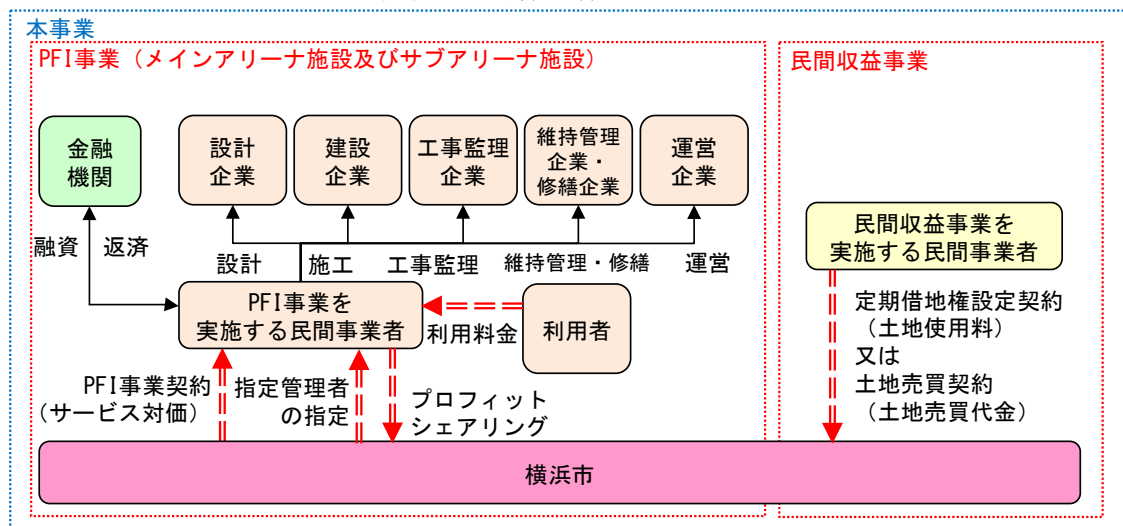 本事業
PFI事業（メインアリーナ施設及びサブアリーナ施設）
民間収益事業
金融
機関
設計
企業
建設
企業
工事監理
企業
維持管理
企業・
修繕企業
運営
企業
融資
返済
設計
施工
工事監理
維持管理・修繕
運営
PFI事業を
実施する民間事業者
利用料金
利用者
民間収益事業を
実施する民間事業者
PFI事業契約
（サービス対価）
指定管理者
の指定
プロフィット
シェアリング
定期借地権設定契約
（土地使用料）
又は
土地売買契約
（土地売買代金）
横浜市